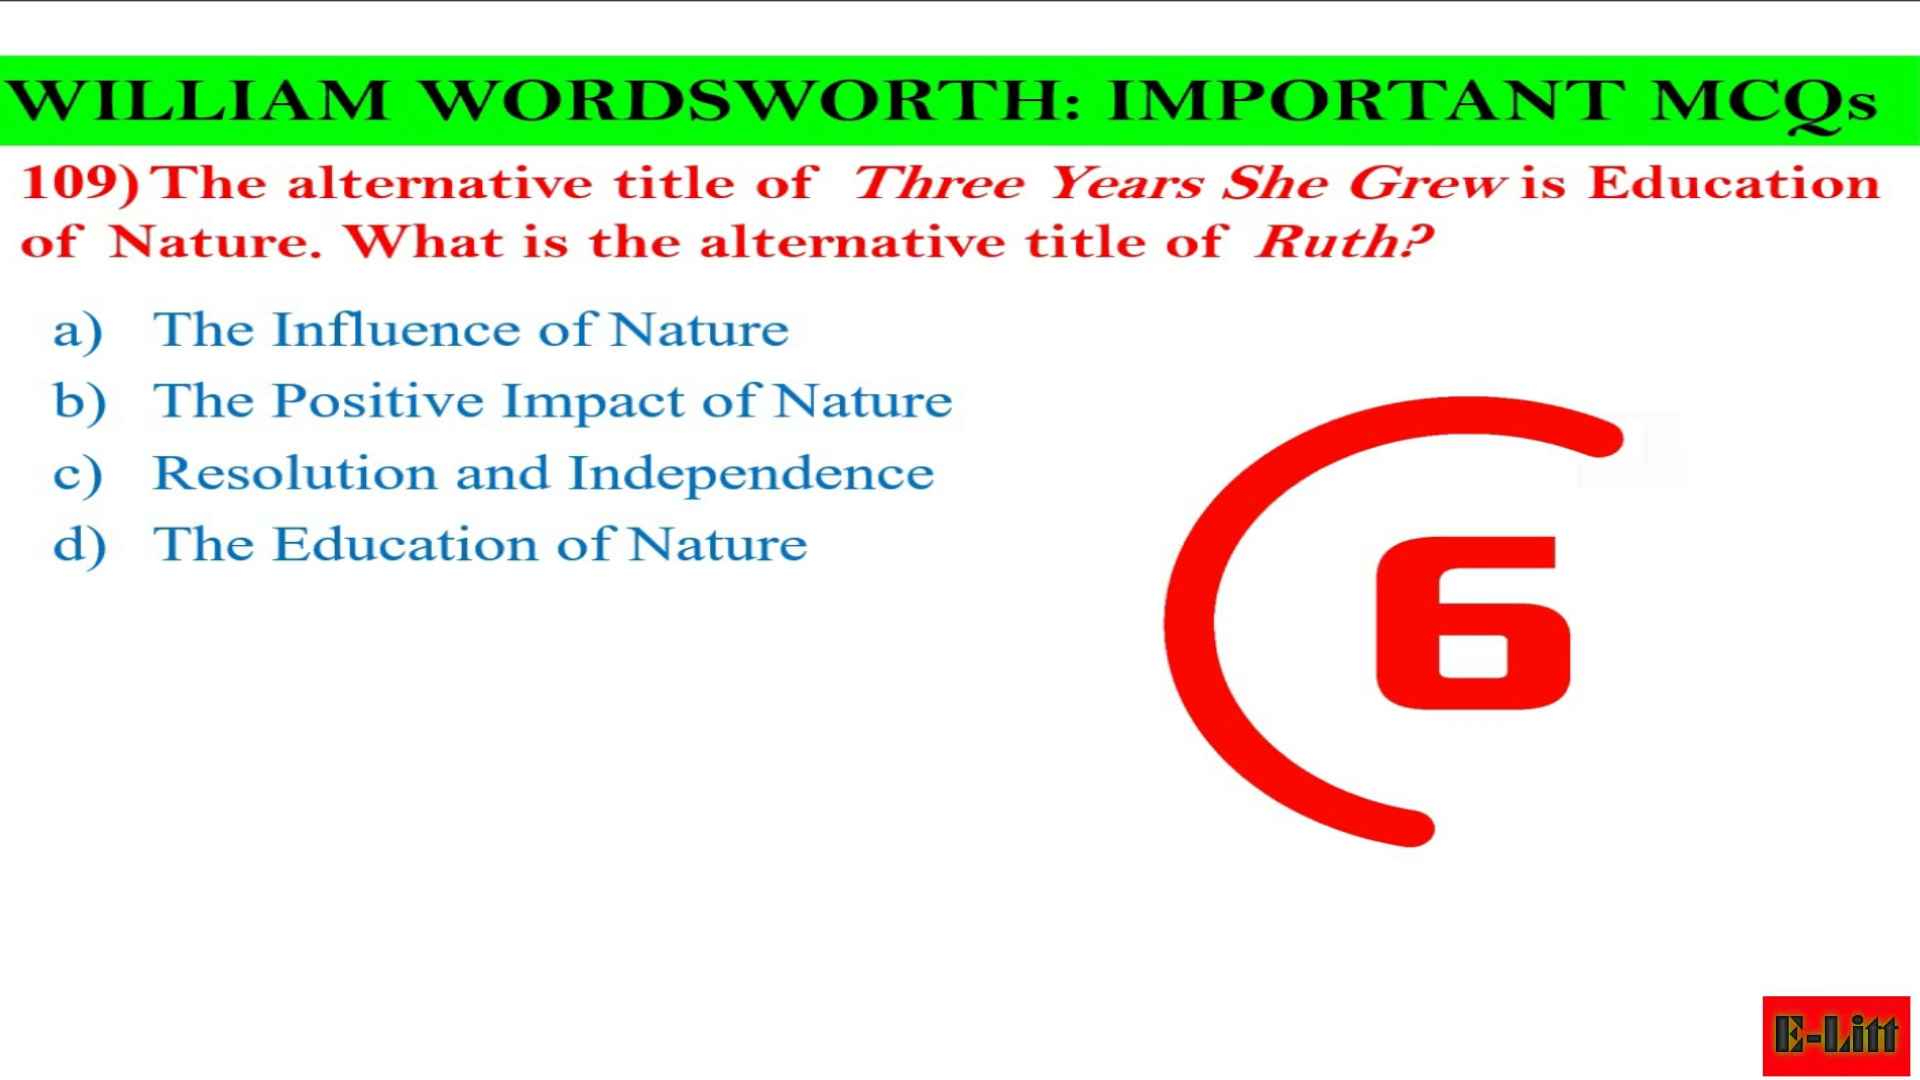 WILLIAM WORDSWORTH: IMPORTANT MCQs
109) The alternative title of Three Years She Grew is Education
of Nature. What is the alternative title of Ruth?
a) The Influence of Nature
b) The Positive Impact of Nature
c) Resolution and Independence
d) The Education of Nature
6
E-Litt